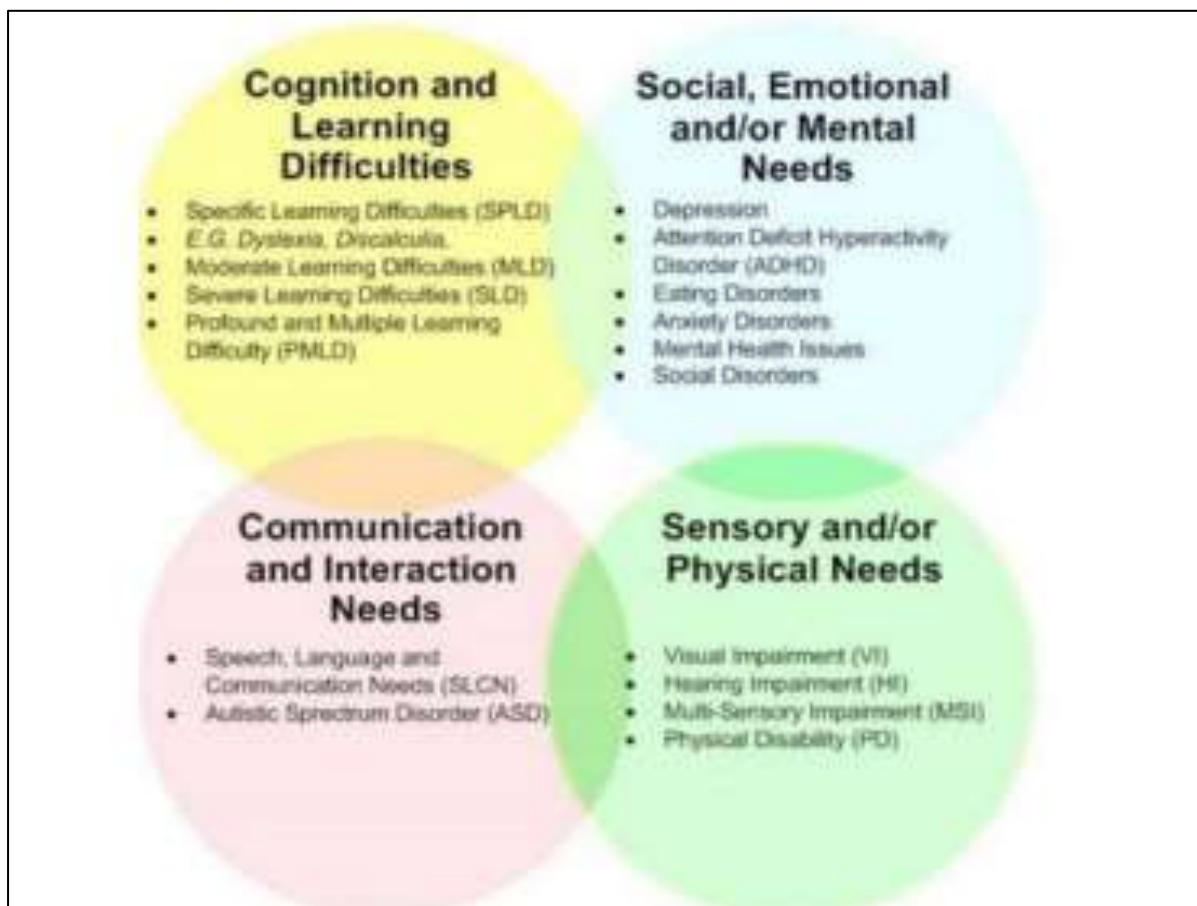 Cognition and
Learning
Difficulties
• Specific Learning Difficulties (SPLD)
• E.G. Dyslexia, Discalculia,
• Moderate Learning Difficulties (MLD)
• Severe Learning Difficulties (SLD)
• Profound and Multiple Learning
Difficulty (PMLD)
Social, Emotional
and/or Mental
Needs
• Depression
• Attention Deficit Hyperactivity
Disorder (ADHD)
• Eating Disorders
• Anxiety Disorders
• Mental Health Issues
• Social Disorders
Communication
and Interaction
Needs
• Speech, Language and
Communication Needs (SLCN)
• Autistic Sprectrum Disorder (ASD)
Sensory and/or
Physical Needs
• Visual Impairment (VI)
• Hearing Impairment (HI)
• Multi-Sensory Impairment (MSI)
• Physical Disability (PD)